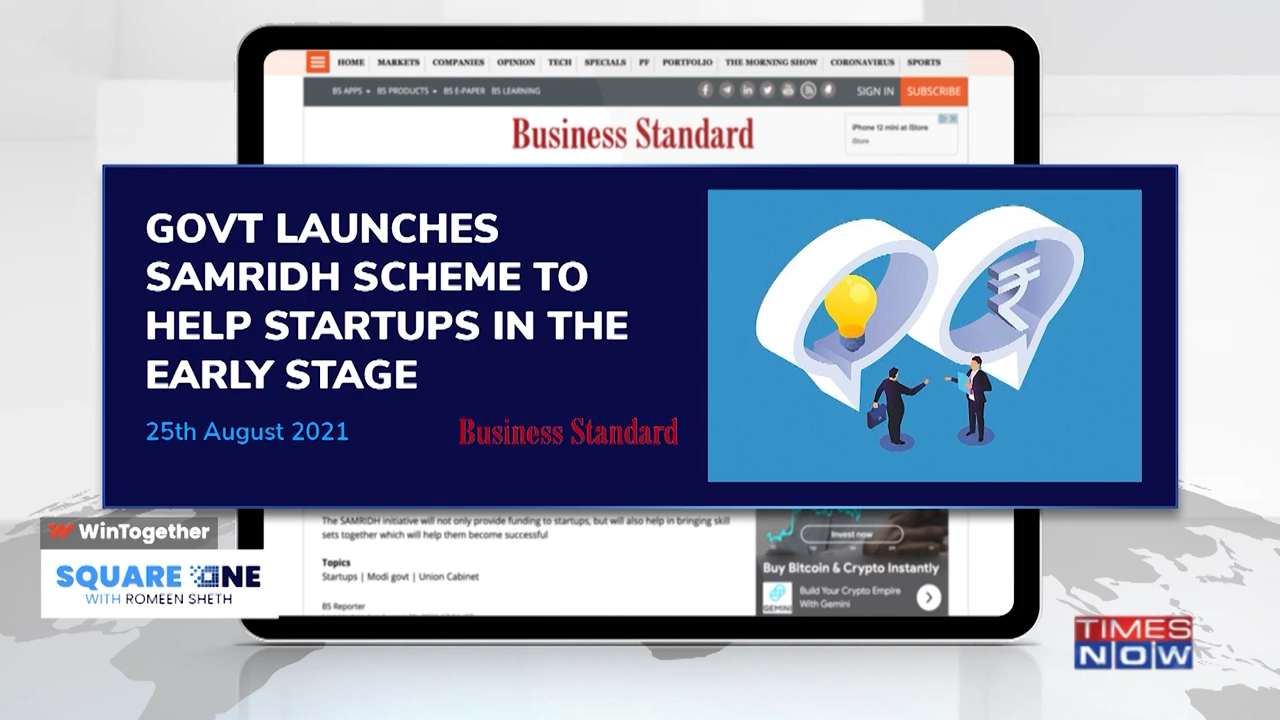 HOME MARKETS COMPANIES OPINION TECH SPECIALS PF PORTFOLIO THE MORNING SHOW CORONAVIRUS SPORTS
BS APPS BS PRODUCTS BS E-PAPER BS LEARNING SIGN IN SUBSCRIBE
Business Standard
iPhone 12 mini at iStore
iStore
GOVT LAUNCHES
SAMRIDH SCHEME TO
HELP STARTUPS IN THE
EARLY STAGE
25th August 2021
Business Standard
The SAMRIDH initiative will not only provide funding to startups, but will also help in bringing skill
sets together which will help them become successful
Topics
Startups | Modi govt | Union Cabinet
BS Reporter
Invest now
Buy Bitcoin & Crypto Instantly
GEMINI
Build Your Crypto Empire
With Gemini
WinTogether
SQUARE ONE
WITH ROMEEN SHETH
TIMES
NOW